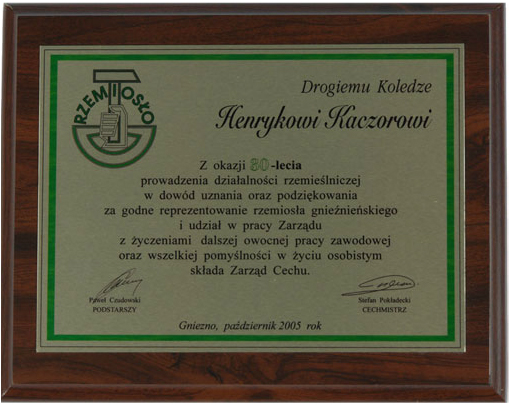 RZEMIOSŁO
Drogiemu Koledze
Henrykowi Kaczorowi
Z okazji 80-lecia
prowadzenia działalności rzemieślniczej
w dowód uznania oraz podziękowania
za godne reprezentowanie rzemiosła gnieźnieńskiego
i udział w pracy Zarządu
z życzeniami dalszej owocnej pracy zawodowej
oraz wszelkiej pomyślności w życiu osobistym
składa Zarząd Cechu.
Paweł Czudowski
PODSTARSZY
Stefan Pokładecki
CECHMISTRZ
Gniezno, październik 2005 rok